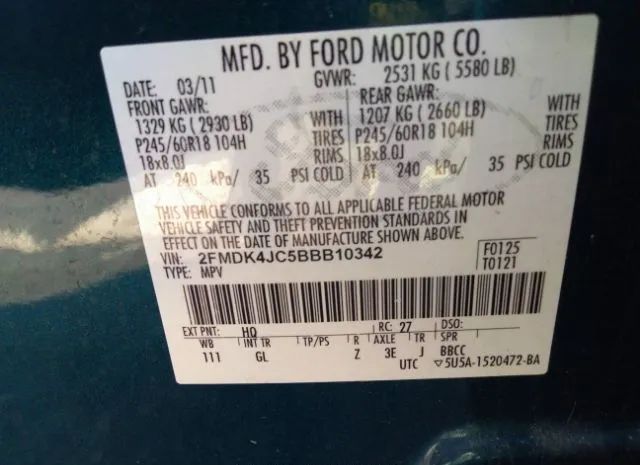 MFD. BY FORD MOTOR CO.
DATE: 03/11 GVWR: 2531 KG ( 5580 LB)
FRONT GAWR: REAR GAWR:
1329 KG ( 2930 LB) WITH 1207 KG ( 2660 LB) WITH
P245/60R18 104H TIRES P245/60R18 104H TIRES
18x8.0J RIMS 18x8.0J RIMS
AT 240 kPa/ 35 PSI COLD AT 240 kPa/ 35 PSI COLD
THIS VEHICLE CONFORMS TO ALL APPLICABLE FEDERAL MOTOR
VEHICLE SAFETY AND THEFT PREVENTION STANDARDS IN
EFFECT ON THE DATE OF MANUFACTURE SHOWN ABOVE.
VIN: 2FMDK4JC5BBB10342 F0125
TYPE: MPV T0121
EXT PNT: HQ RC: 27 DSO:
WB INT TR TP/PS R AXLE TR SPR
111 GL Z 3E J BBCC
UTC ▽5U5A-1520472-BA